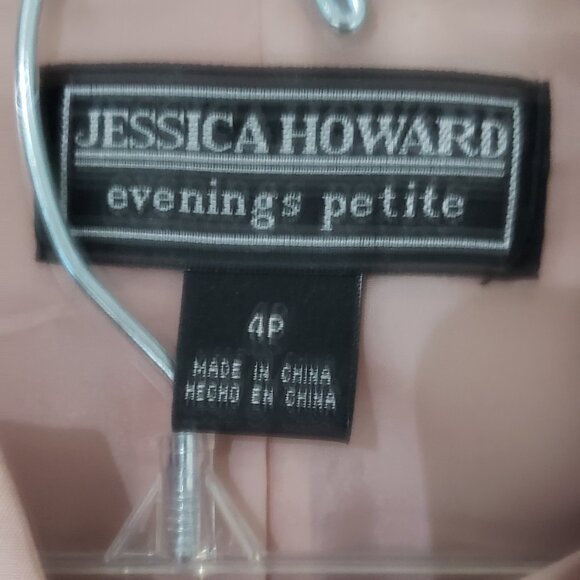 JESSICA HOWARD
evenings petite
4P
MADE IN CHINA
HECHO EN CHINA